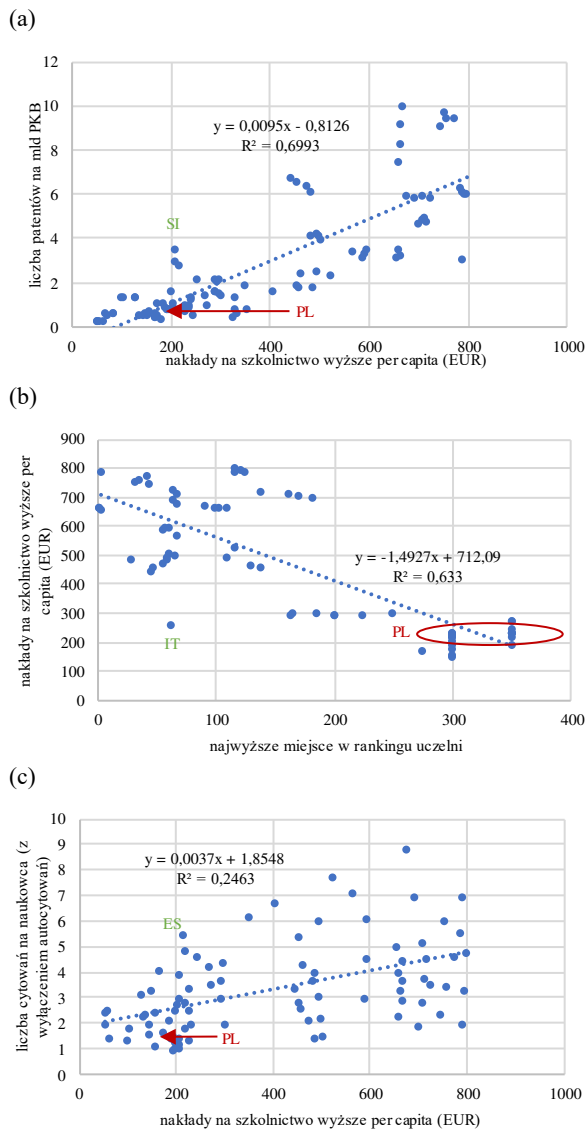 (a)
liczba patentów na mld PKB
12
10
8
6
4
2
0
y = 0,0095x - 0,8126
R² = 0,6993
SI
PL
0 200 400 600 800 1000
nakłady na szkolnictwo wyższe per capita (EUR)
(b)
nakłady na szkolnictwo wyższe per
capita (EUR)
900
800
700
600
500
400
300
200
100
0
y = -1,4927x + 712,09
R² = 0,633
PL
IT
0 100 200 300 400
najwyższe miejsce w rankingu uczelni
(c)
liczba cytowań na naukowca (z
wyłączeniem autocytowań)
10
9
8
7
6
5
4
3
2
1
0
y = 0,0037x + 1,8548
R² = 0,2463
ES
PL
0 200 400 600 800 1000
nakłady na szkolnictwo wyższe per capita (EUR)